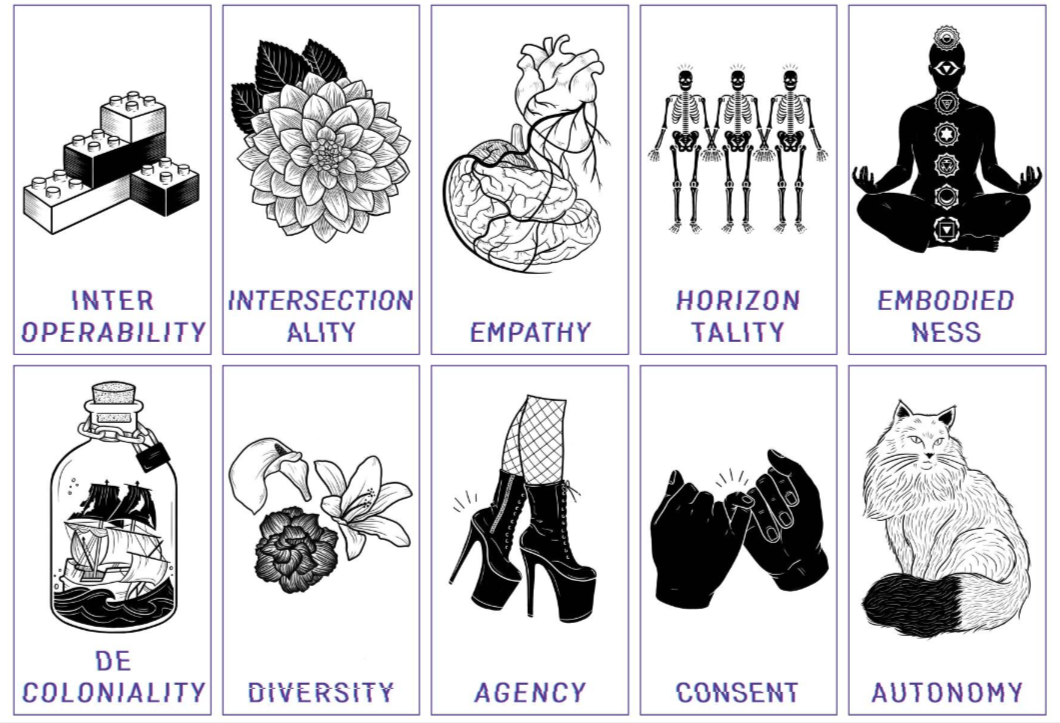 INTER
OPERABILITY
INTERSECTION
ALITY
EMPATHY
HORIZON
TALITY
EMBODIED
NESS
DE
COLONIALITY
DIVERSITY
AGENCY
CONSENT
AUTONOMY